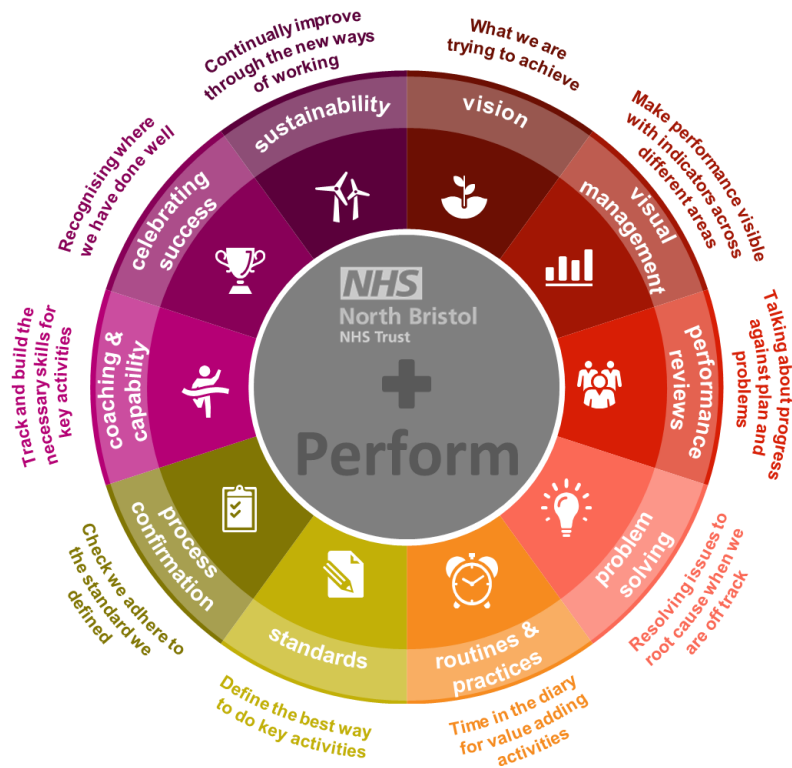 What we are
trying to achieve
vision
Make performance visible
with indicators across
different areas
visual
management
Talking about progress
against plan and
problems
performance
reviews
Resolving issues to
root cause when we
are off track
problem
solving
Time in the diary
for value adding
activities
routines &
practices
Define the best way
to do key activities
standards
Check we adhere to
the standard we
defined
process
confirmation
Track and build the
necessary skills for
key activities
coaching &
capability
Recognising where
we have done well
celebrating
success
Continually improve
through the new ways
of working
sustainability
NHS
North Bristol
NHS Trust
+
Perform